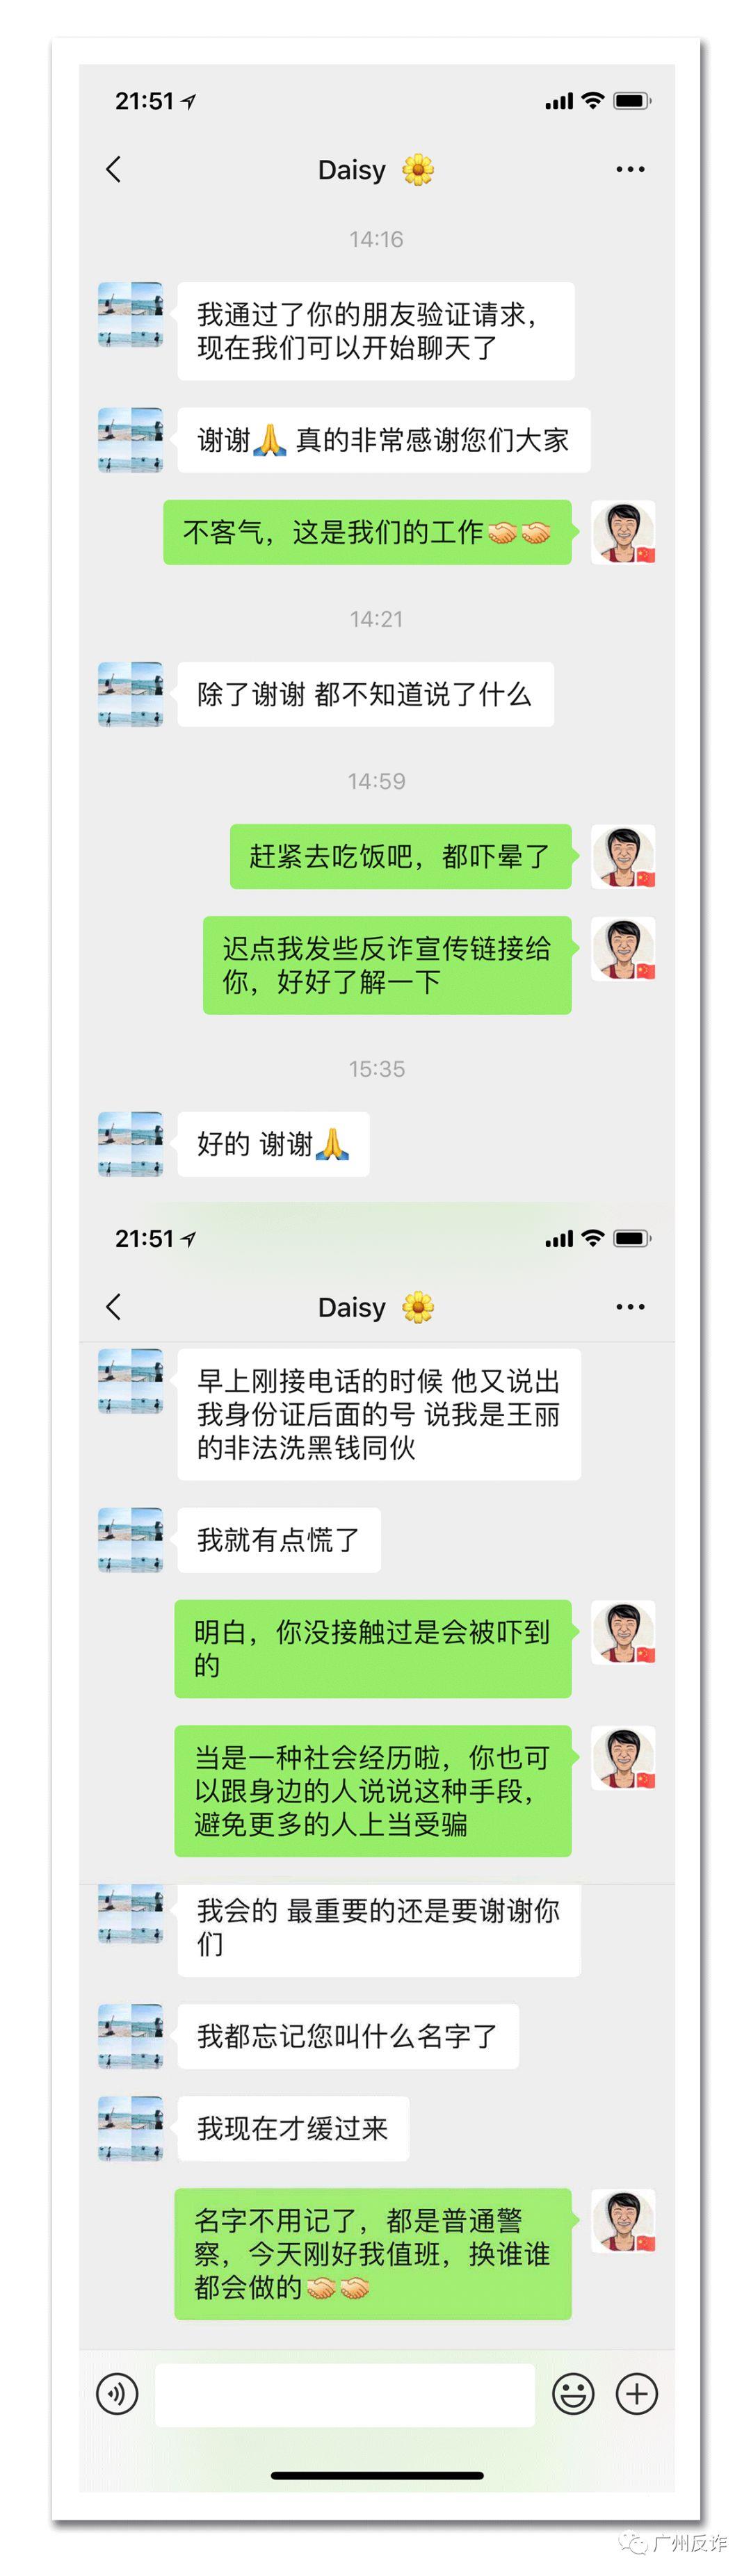 21:51
Daisy
14:16
我通过了你的朋友验证请求，
现在我们可以开始聊天了
谢谢🙏 真的非常感谢您们大家
不客气，这是我们的工作🤝🤝
14:21
除了谢谢 都不知道说了什么
14:59
赶紧去吃饭吧，都吓晕了
迟点我发些反诈宣传链接给
你，好好了解一下
15:35
好的 谢谢🙏
21:51
Daisy
早上刚接电话的时候 他又说出
我身份证后面的号 说我是王丽
的非法洗黑钱同伙
我就有点慌了
明白，你没接触过是会被吓到
的
当是一种社会经历啦，你也可
以跟身边的人说说这种手段，
避免更多的人上当受骗
我会的 最重要的还是要谢谢你
们
我都忘记您叫什么名字了
我现在才缓过来
名字不用记了，都是普通警
察，今天刚好我值班，换谁谁
都会做的🤝🤝
广州反诈